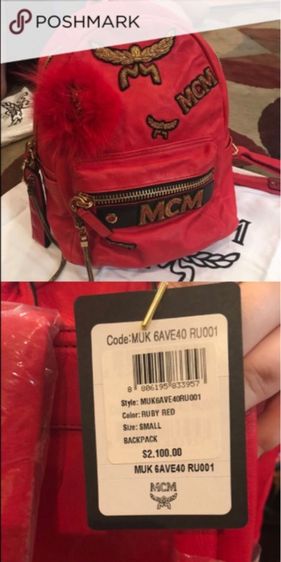 POSHMARK
MCM
MCM
Code:MUK 6AVE40 RU001
8 806195 833957
Style: MUK6AVE40RU001
Color: RUBY RED
Size: SMALL
BACKPACK
$2,100.00
MUK 6AVE40 RU001
MCM